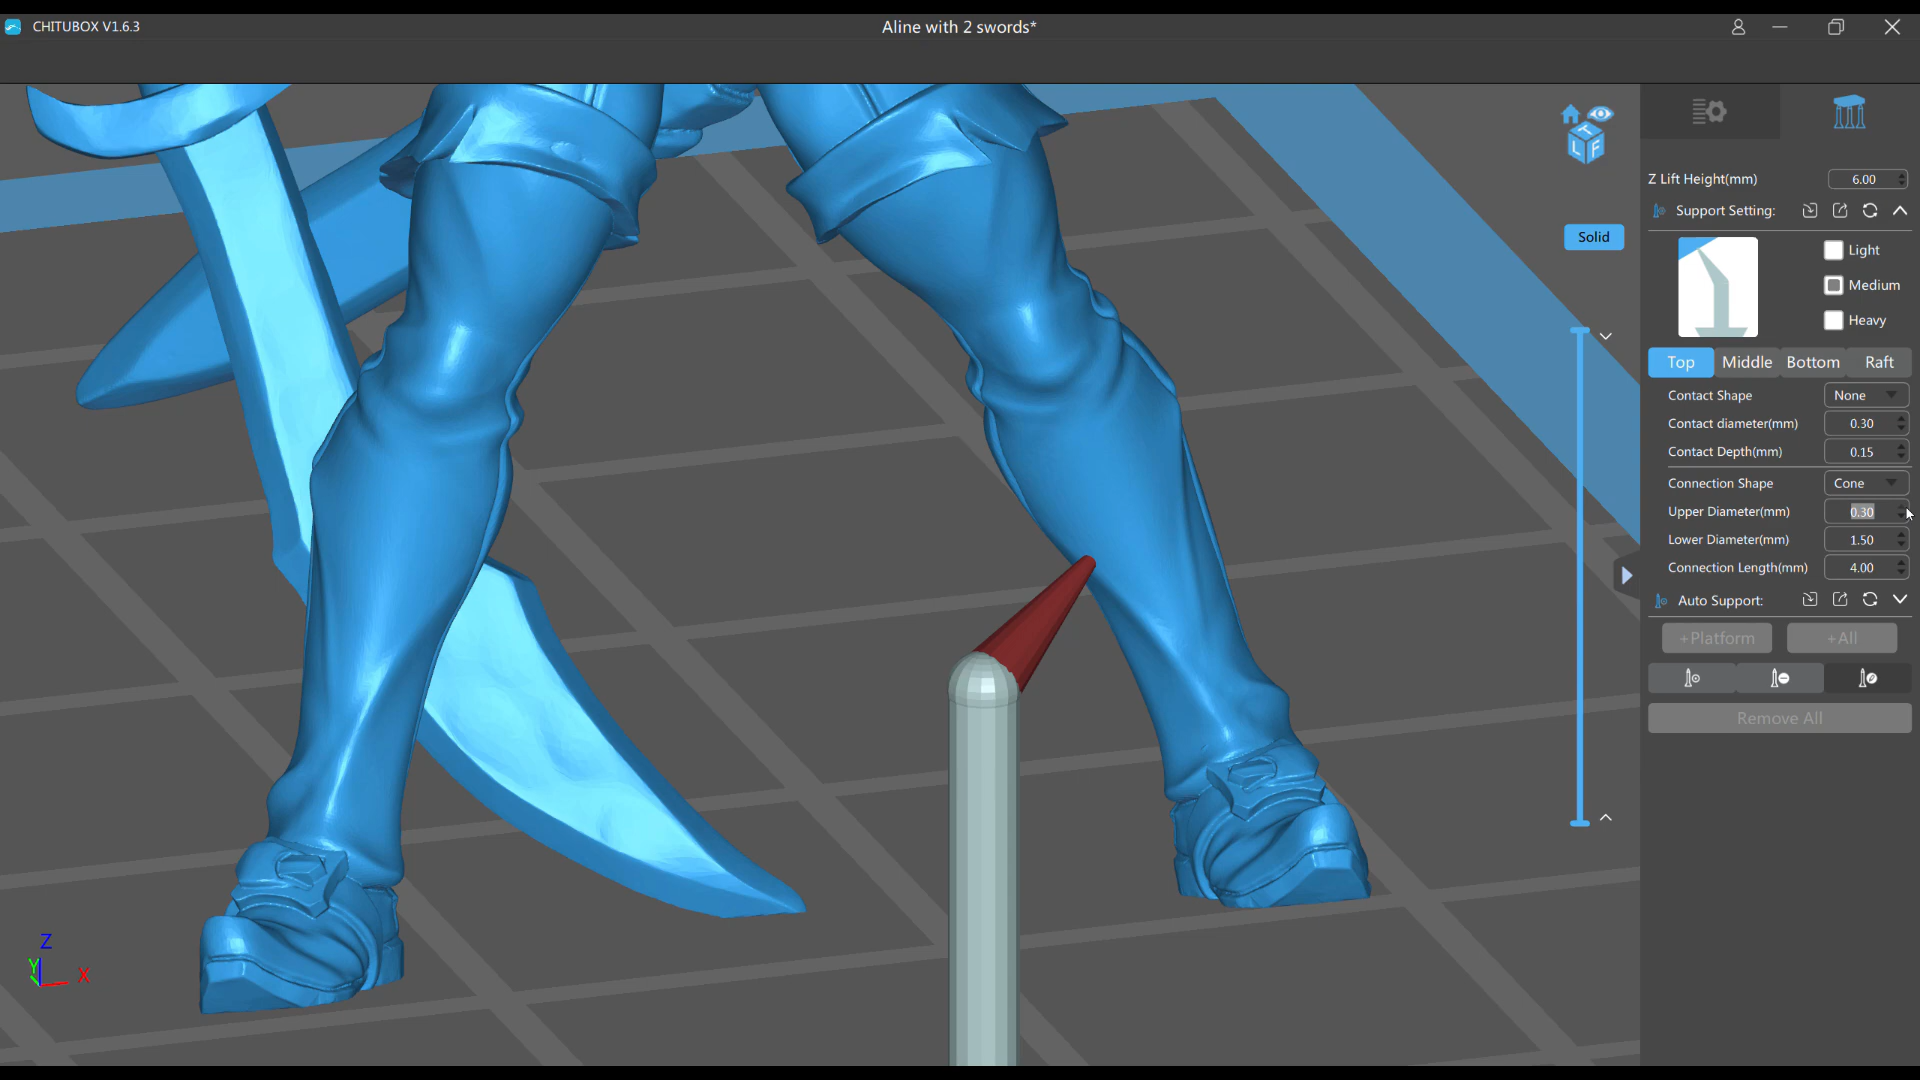 CHITUBOX V1.6.3
Aline with 2 swords*
T
L F
Solid
Z Lift Height(mm) 6.00
Support Setting:
Light
Medium
Heavy
Top Middle Bottom Raft
Contact Shape None
Contact diameter(mm) 0.30
Contact Depth(mm) 0.15
Connection Shape Cone
Upper Diameter(mm) 0.30
Lower Diameter(mm) 1.50
Connection Length(mm) 4.00
Auto Support:
+Platform +All
Remove All
Z
Y X